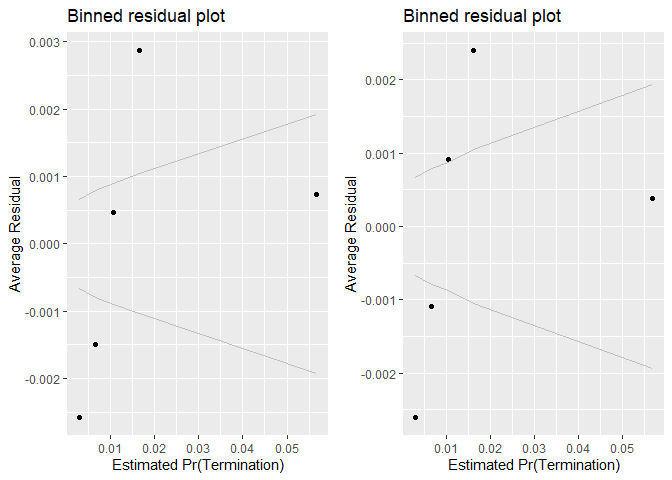 Binned residual plot
0.003
0.002
0.001
0.000
-0.001
-0.002
Average Residual
0.01 0.02 0.03 0.04 0.05
Estimated Pr(Termination)
Binned residual plot
0.002
0.001
0.000
-0.001
-0.002
Average Residual
0.01 0.02 0.03 0.04 0.05
Estimated Pr(Termination)